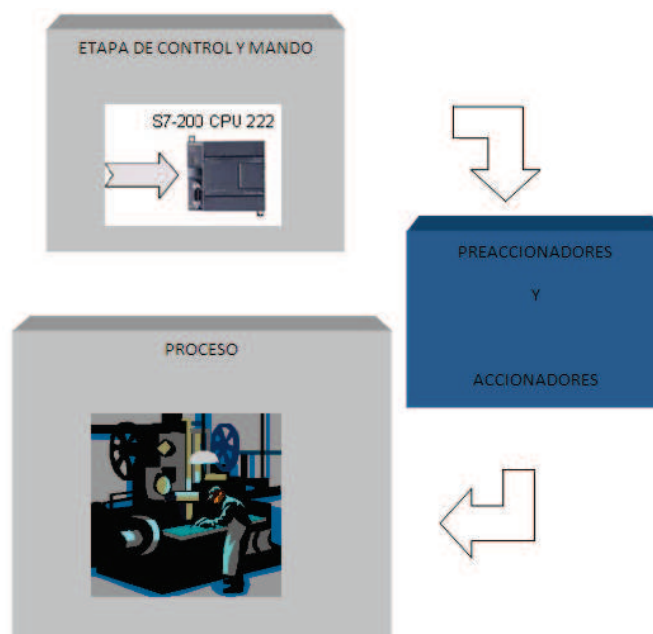 ETAPA DE CONTROL Y MANDO
S7-200 CPU 222
PREACCIONADORES
Y
ACCIONADORES
PROCESO